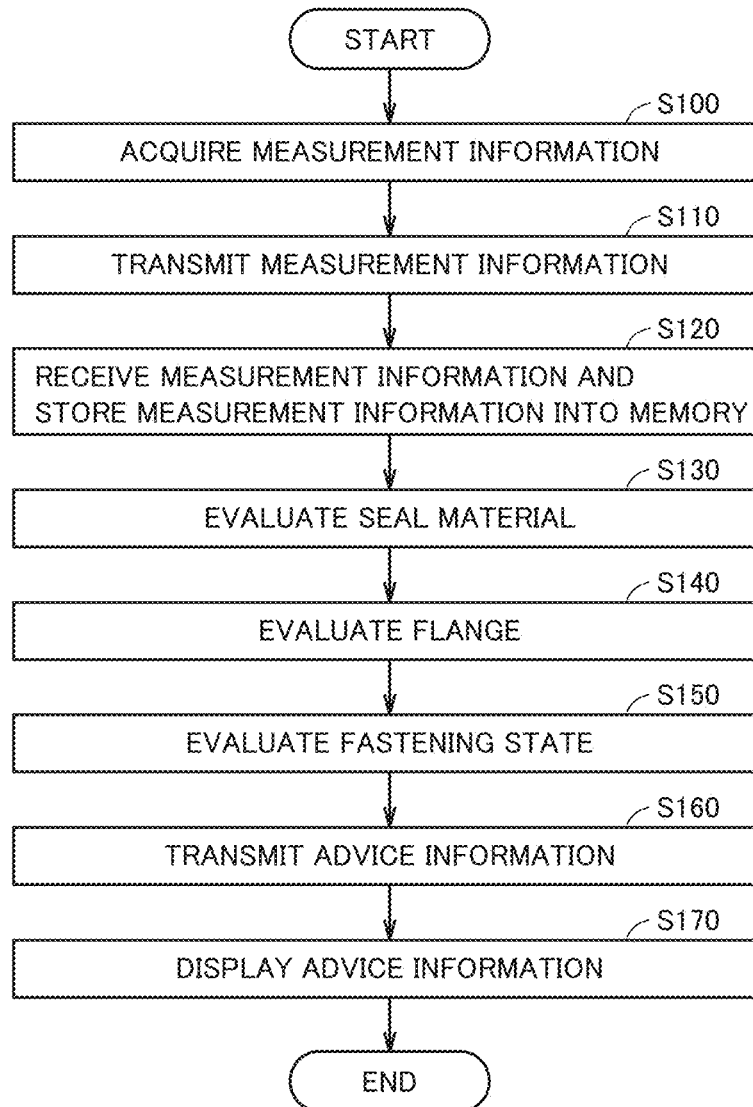 START
S100
ACQUIRE MEASUREMENT INFORMATION
S110
TRANSMIT MEASUREMENT INFORMATION
S120
RECEIVE MEASUREMENT INFORMATION AND
STORE MEASUREMENT INFORMATION INTO MEMORY
S130
EVALUATE SEAL MATERIAL
S140
EVALUATE FLANGE
S150
EVALUATE FASTENING STATE
S160
TRANSMIT ADVICE INFORMATION
S170
DISPLAY ADVICE INFORMATION
END